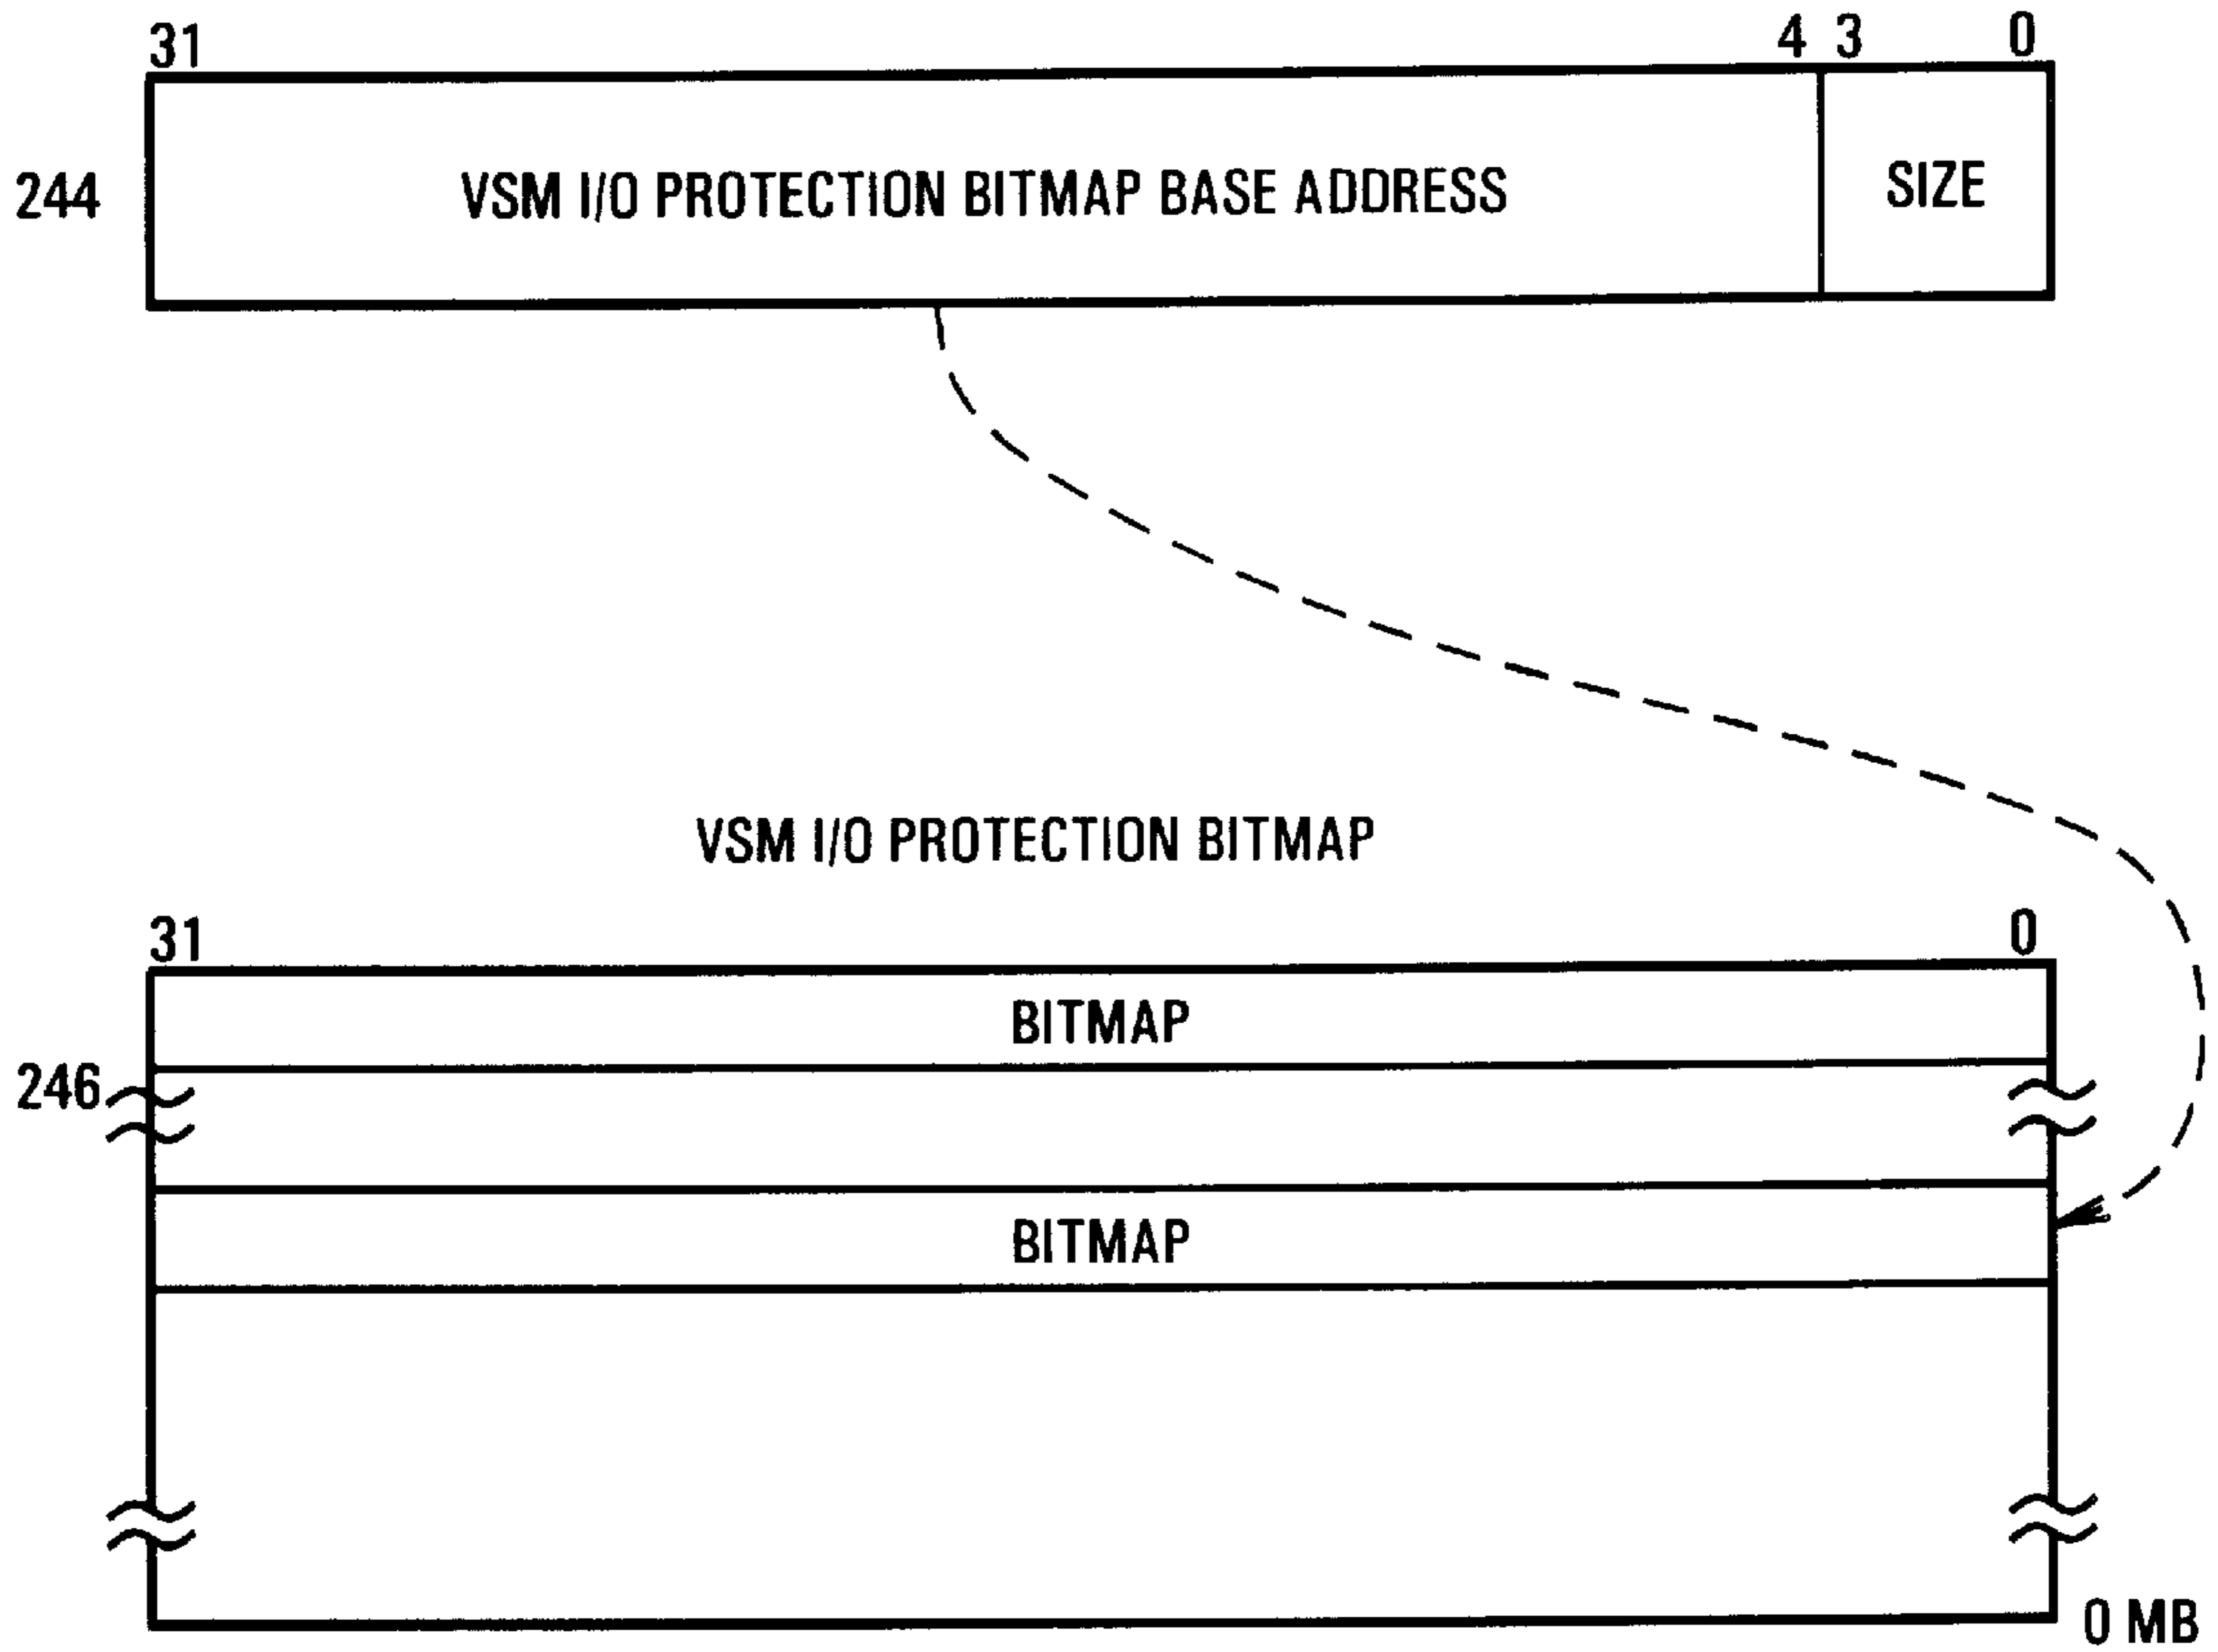 31 4 3 0
244 VSM I/O PROTECTION BITMAP BASE ADDRESS SIZE
VSM I/O PROTECTION BITMAP
31 0
BITMAP
246
BITMAP
0 MB